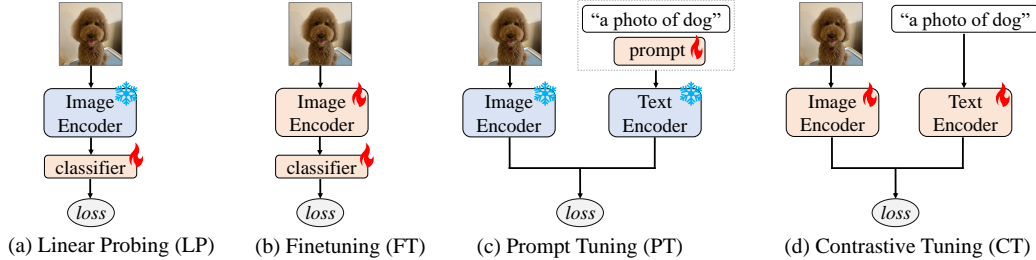 Image
Encoder
classifier
loss
(a) Linear Probing (LP)
Image
Encoder
classifier
loss
(b) Finetuning (FT)
“a photo of dog”
prompt
Image
Encoder
Text
Encoder
loss
(c) Prompt Tuning (PT)
“a photo of dog”
Image
Encoder
Text
Encoder
loss
(d) Contrastive Tuning (CT)